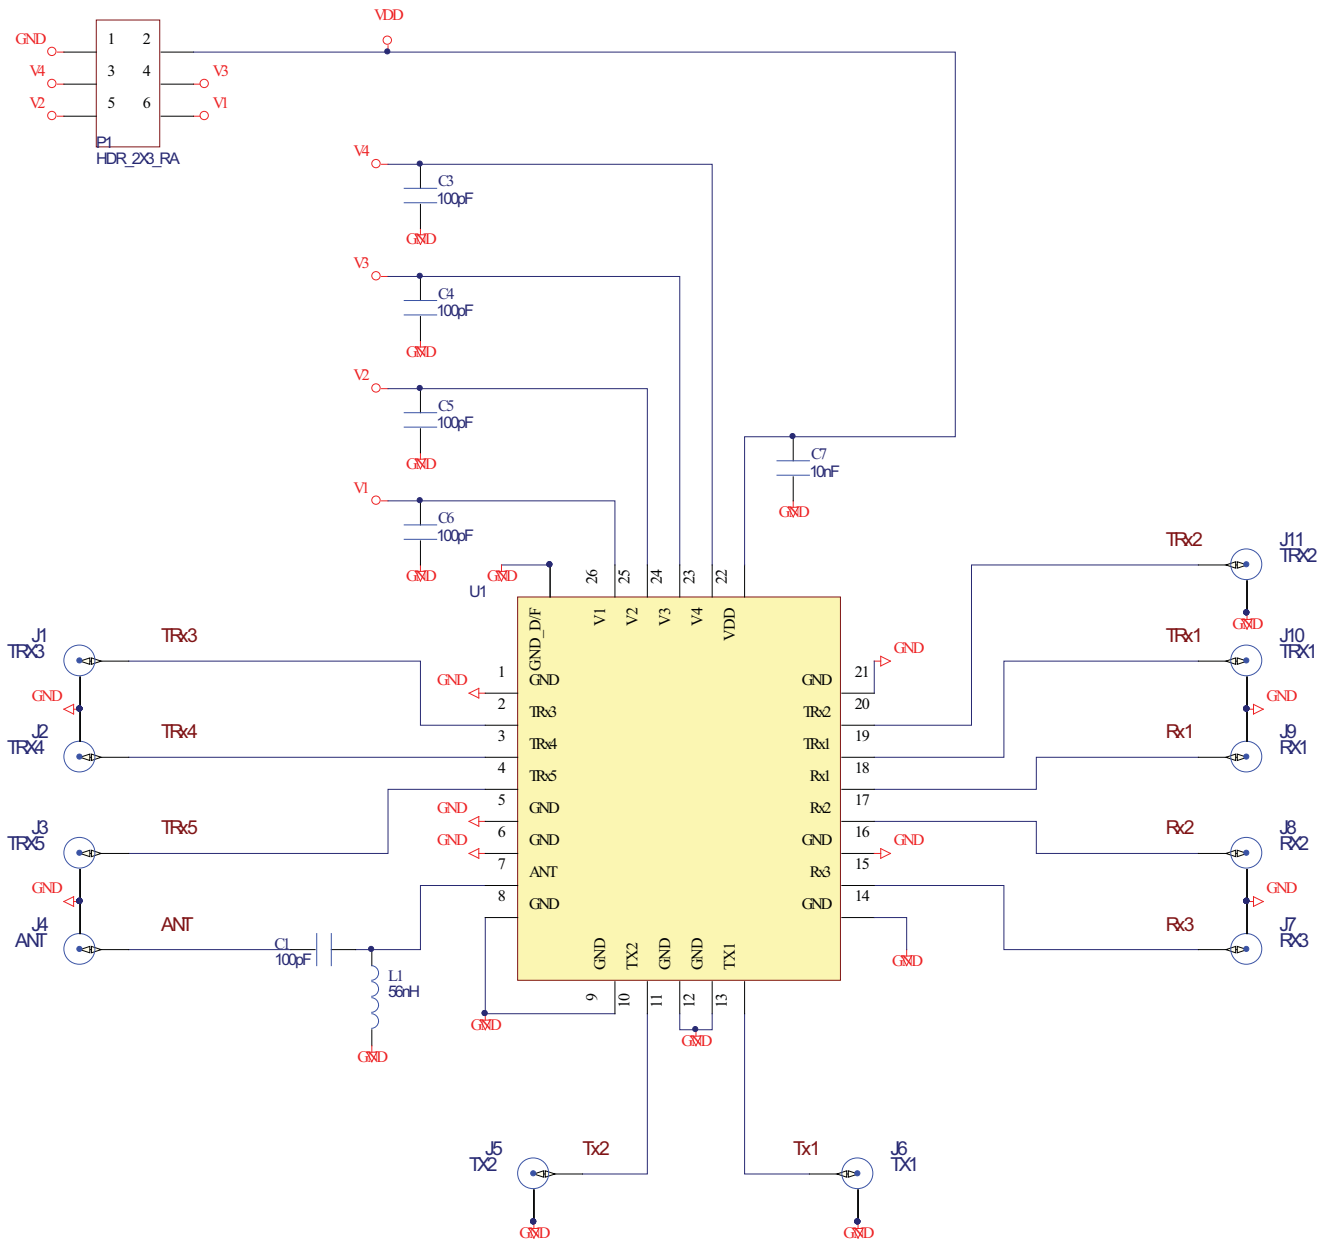 VDD
GND 1 2
V4 3 4 V3
V2 5 6 V1
P1
HDR_2X3_RA
V4
C3
100pF
GND
V3
C4
100pF
GND
V2
C5
100pF
GND
V1
C6
100pF
GND
C7
10nF
GND
GND
U1
26 25 24 23 22
GND_D/F V1 V2 V3 V4 VDD
J1
TRX3
TRx3
GND
J2
TRX4
TRx4
J3
TRX5
TRx5
GND
J4
ANT
ANT
C1
100pF
L1
56nH
GND
GND 1 GND
2 TRx3
3 TRx4
4 TRx5
GND 5 GND
GND 6 GND
7 ANT
8 GND
GND 21 GND
TRx2 20
TRx1 19
Rx1 18
Rx2 17
GND 16 GND
Rx3 15
GND 14
GND
GND TX2 GND GND TX1
9 10 11 12 13
GND
GND
TRx2
J11
TRX2
GND
TRx1
J10
TRX1
GND
Rx1
J9
RX1
Rx2
J8
RX2
GND
Rx3
J7
RX3
J5
TX2
Tx2
GND
Tx1
J6
TX1
GND